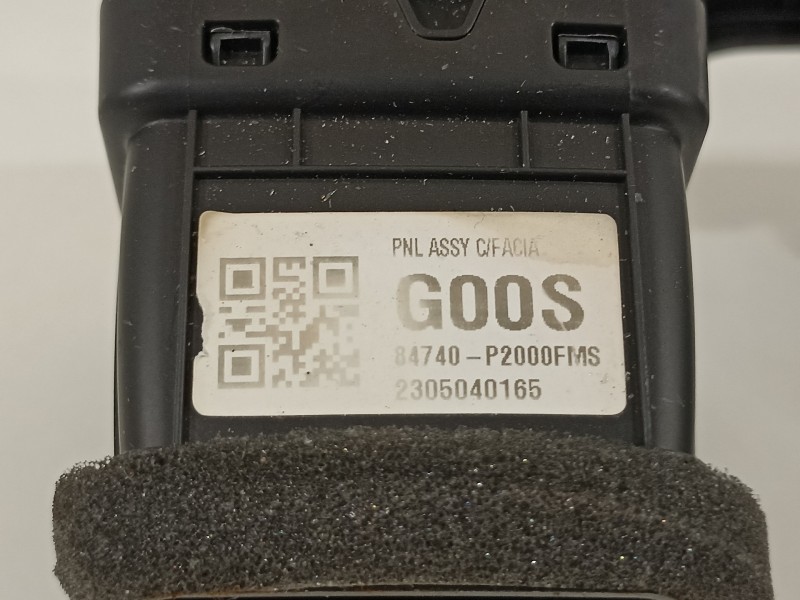 PNL ASSY C/FACIA
G00S
84740-P2000FMS
2305040165